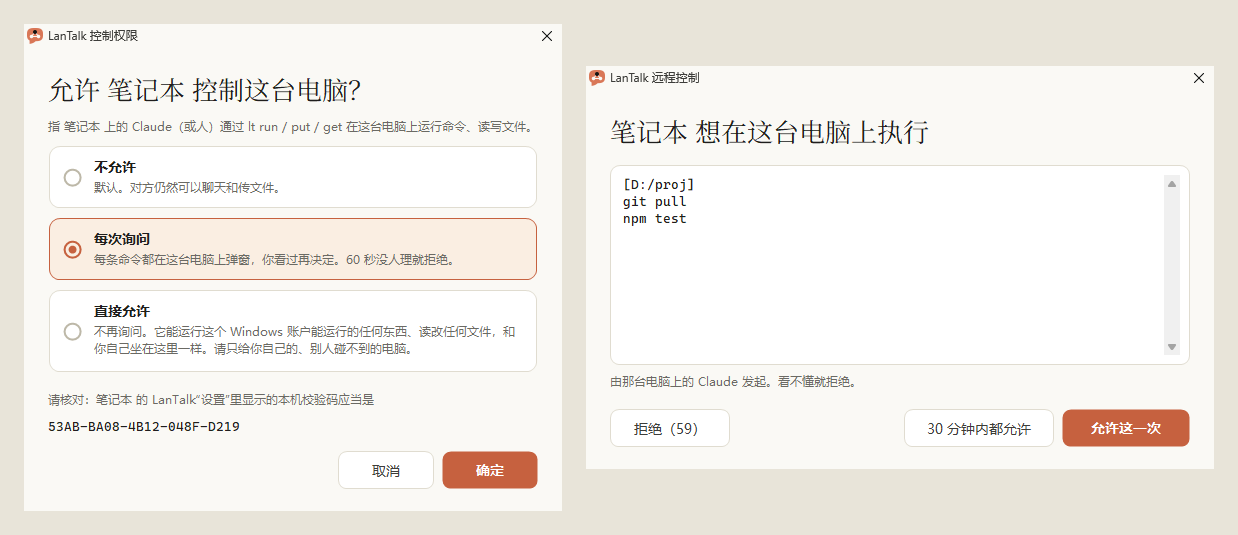 LanTalk 控制权限
允许 笔记本 控制这台电脑?
指 笔记本 上的 Claude（或人）通过 lt run / put / get 在这台电脑上运行命令、读写文件。
不允许
默认。对方仍然可以聊天和传文件。
每次询问
每条命令都在这台电脑上弹窗，你看过再决定。60 秒没人理就拒绝。
直接允许
不再询问。它能运行这个 Windows 账户能运行的任何东西、读改任何文件，和
你自己坐在这里一样。请只给你自己的、别人碰不到的电脑。
请核对：笔记本 的 LanTalk"设置"里显示的本机校验码应当是
53AB-BA08-4B12-048F-D219
取消
确定
LanTalk 远程控制
笔记本 想在这台电脑上执行
[D:/proj]
git pull
npm test
由那台电脑上的 Claude 发起。看不懂就拒绝。
拒绝（59）
30 分钟内都允许
允许这一次